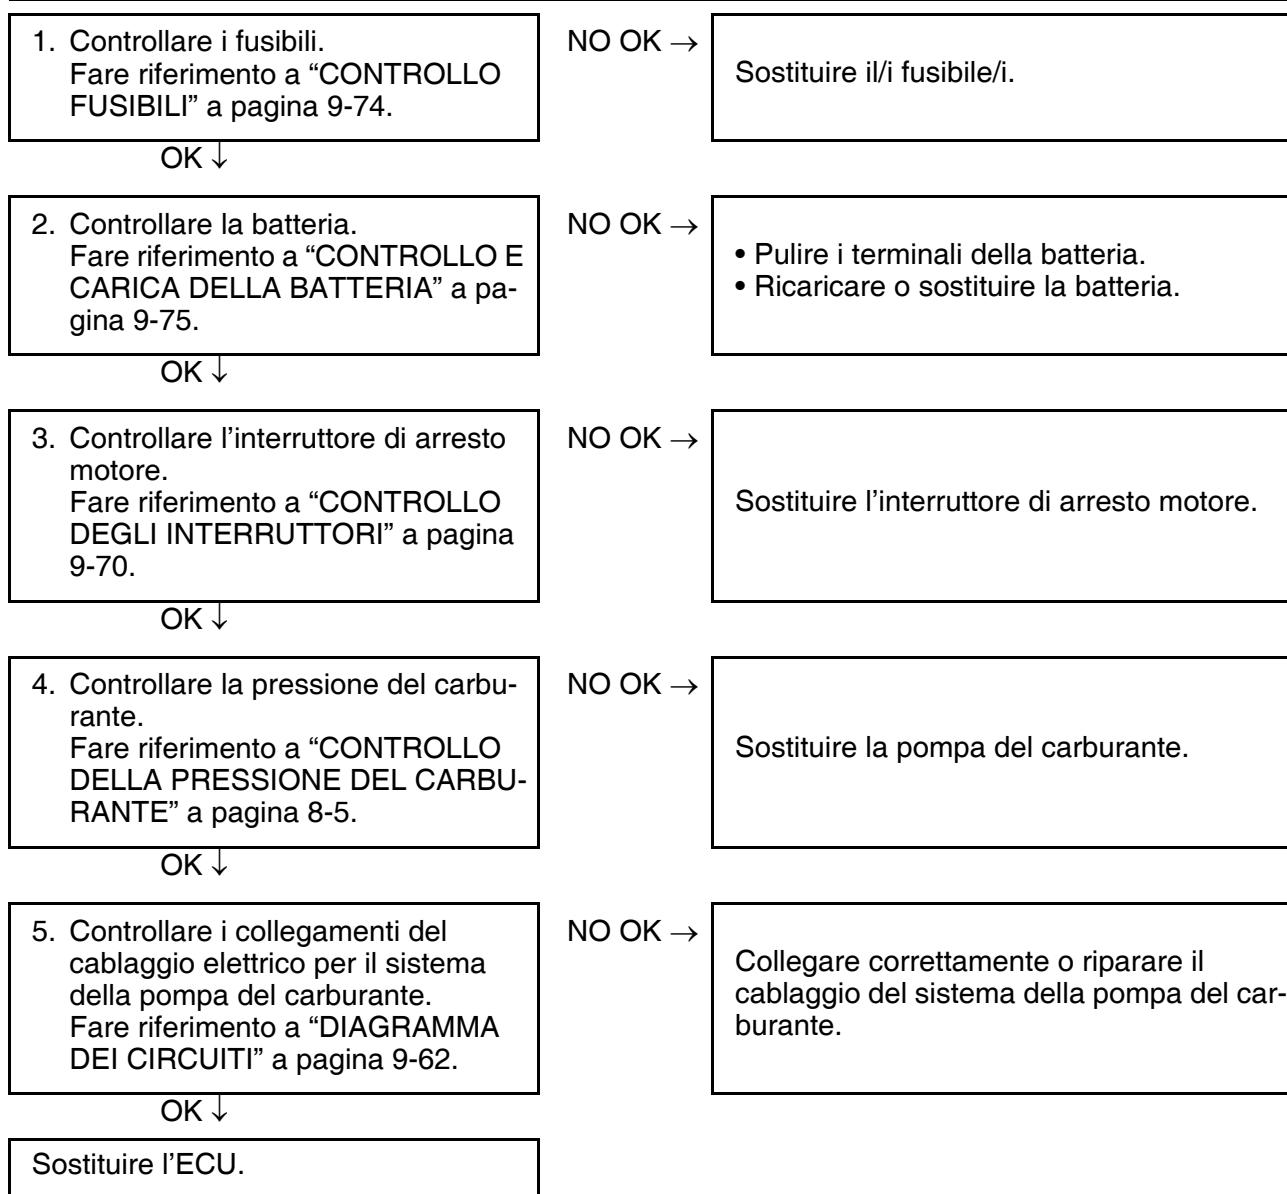 1. Controllare i fusibili.
Fare riferimento a “CONTROLLO
FUSIBILI” a pagina 9-74.
NO OK →
Sostituire il/i fusibile/i.
OK ↓
2. Controllare la batteria.
Fare riferimento a “CONTROLLO E
CARICA DELLA BATTERIA” a pa-
gina 9-75.
NO OK →
• Pulire i terminali della batteria.
• Ricaricare o sostituire la batteria.
OK ↓
3. Controllare l’interruttore di arresto
motore.
Fare riferimento a “CONTROLLO
DEGLI INTERRUTTORI” a pagina
9-70.
NO OK →
Sostituire l’interruttore di arresto motore.
OK ↓
4. Controllare la pressione del carbu-
rante.
Fare riferimento a “CONTROLLO
DELLA PRESSIONE DEL CARBU-
RANTE” a pagina 8-5.
NO OK →
Sostituire la pompa del carburante.
OK ↓
5. Controllare i collegamenti del
cablaggio elettrico per il sistema
della pompa del carburante.
Fare riferimento a “DIAGRAMMA
DEI CIRCUITI” a pagina 9-62.
NO OK →
Collegare correttamente o riparare il
cablaggio del sistema della pompa del car-
burante.
OK ↓
Sostituire l’ECU.